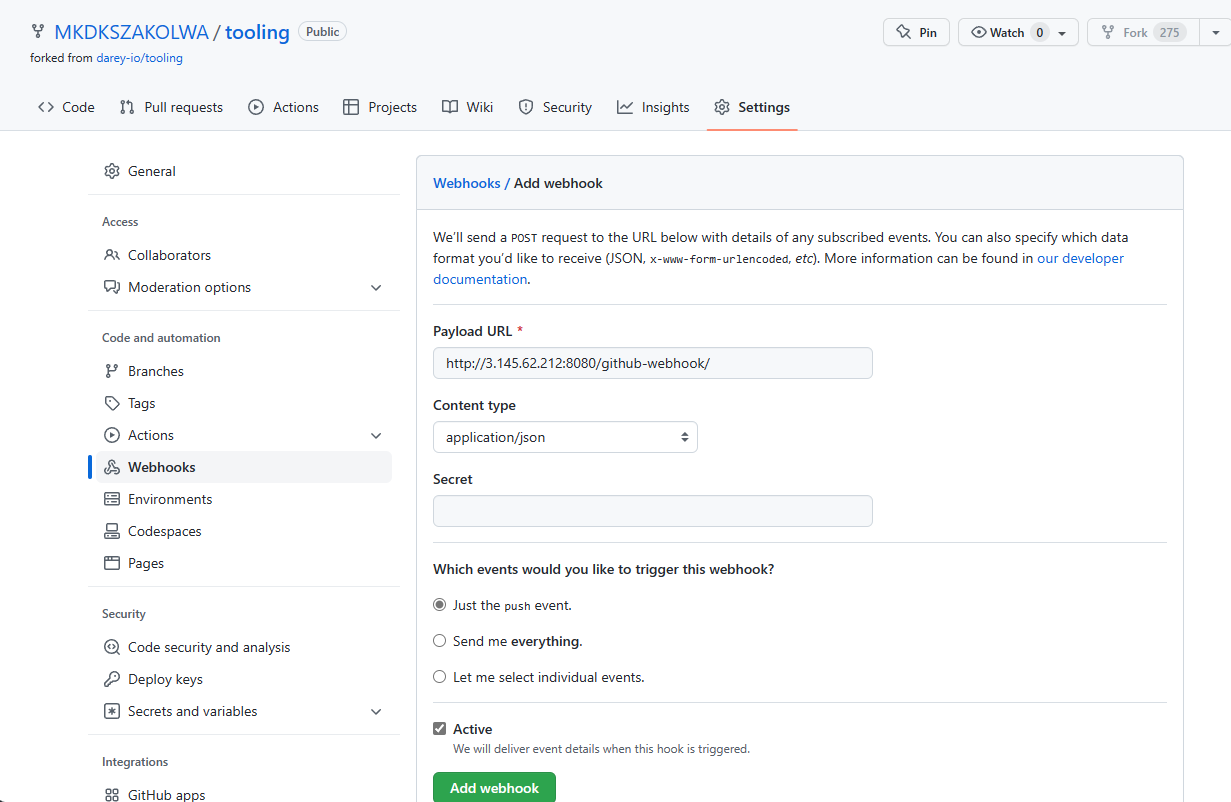 MKDKSZAKOLWA / tooling Public Pin Watch 0 Fork 275
forked from darey-io/tooling
Code Pull requests Actions Projects Wiki Security Insights Settings
General
Access
Collaborators
Moderation options
Code and automation
Branches
Tags
Actions
Webhooks
Environments
Codespaces
Pages
Security
Code security and analysis
Deploy keys
Secrets and variables
Integrations
GitHub apps
Webhooks / Add webhook
We'll send a POST request to the URL below with details of any subscribed events. You can also specify which data
format you'd like to receive (JSON, x-www-form-urlencoded, etc). More information can be found in our developer
documentation.
Payload URL *
http://3.145.62.212:8080/github-webhook/
Content type
application/json
Secret
Which events would you like to trigger this webhook?
Just the push event.
Send me everything.
Let me select individual events.
Active
We will deliver event details when this hook is triggered.
Add webhook